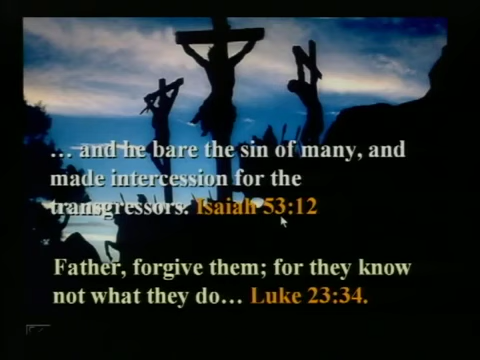 … and he bare the sin of many, and
made intercession for the
transgressors. Isaiah 53:12
Father, forgive them; for they know
not what they do… Luke 23:34.